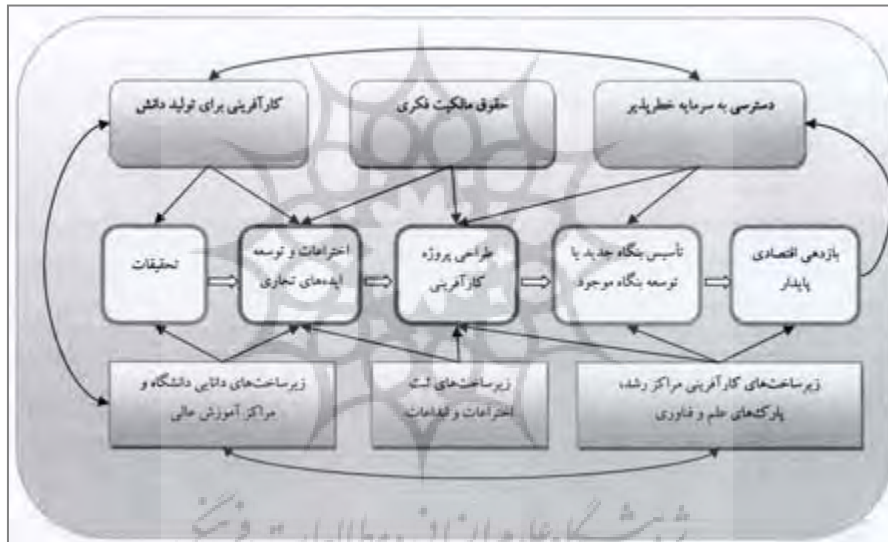 دسترسی به سرمایه خطرپذیر
حقوق مالکیت فکری
کارآفرینی برای تولید دانش
تحقیقات
اختراعات و توسعه
ایده‌های تجاری
طراحی پروژه
کارآفرینی
تأسیس بنگاه جدید یا
توسعه بنگاه موجود
بازدهی اقتصادی
پایدار
زیرساخت‌های دانایی دانشگاه و
مراکز آموزش عالی
زیرساخت‌های ثبت
اختراعات و ابداعات
زیرساخت‌های کارآفرینی مراکز رشد،
پارک‌های علم و فناوری